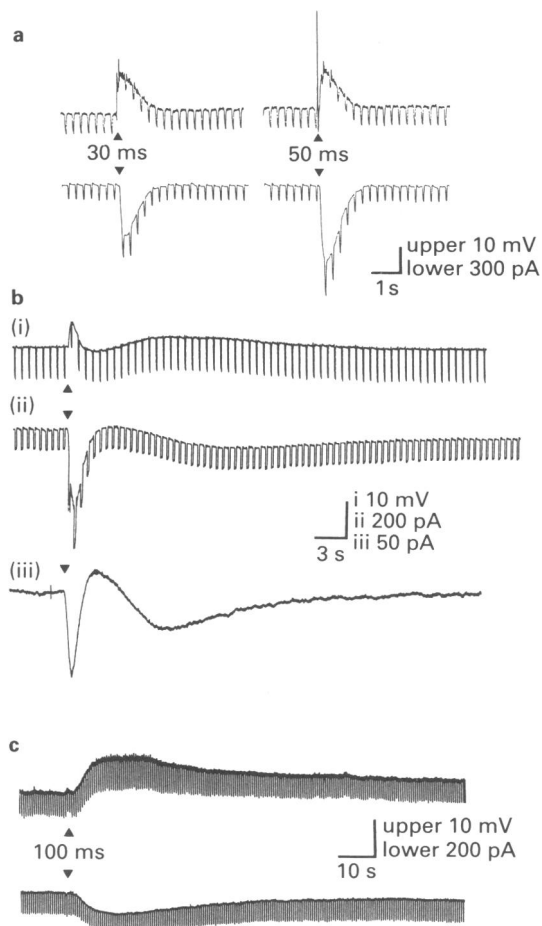 a
30 ms
50 ms
upper 10 mV
lower 300 pA
1s
b
(i)
(ii)
i 10 mV
ii 200 pA
iii 50 pA
3 s
(iii)
c
100 ms
upper 10 mV
lower 200 pA
10 s